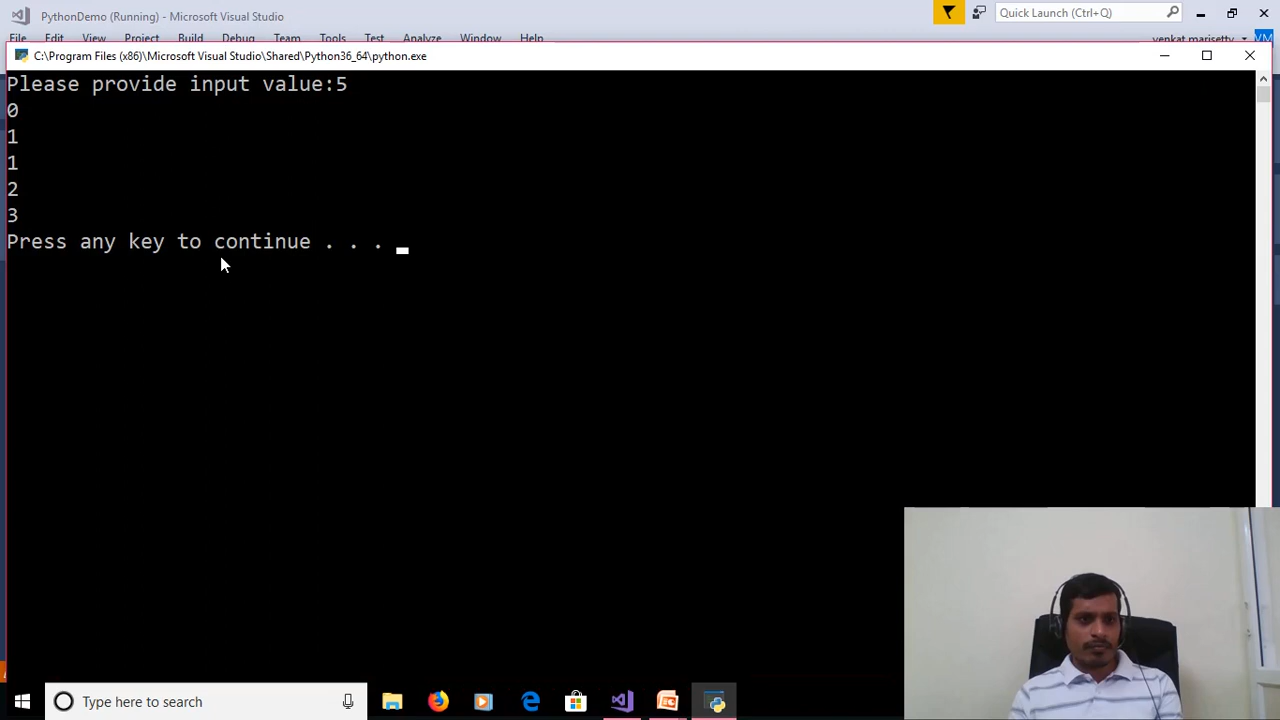 PythonDemo (Running) - Microsoft Visual Studio
Quick Launch (Ctrl+Q)
File Edit View Project Build Debug Team Tools Test Analyze Window Help
venkat marisetty
VM
C:\Program Files (x86)\Microsoft Visual Studio\Shared\Python36_64\python.exe
Please provide input value:5
0
1
1
2
3
Press any key to continue . . .
Type here to search